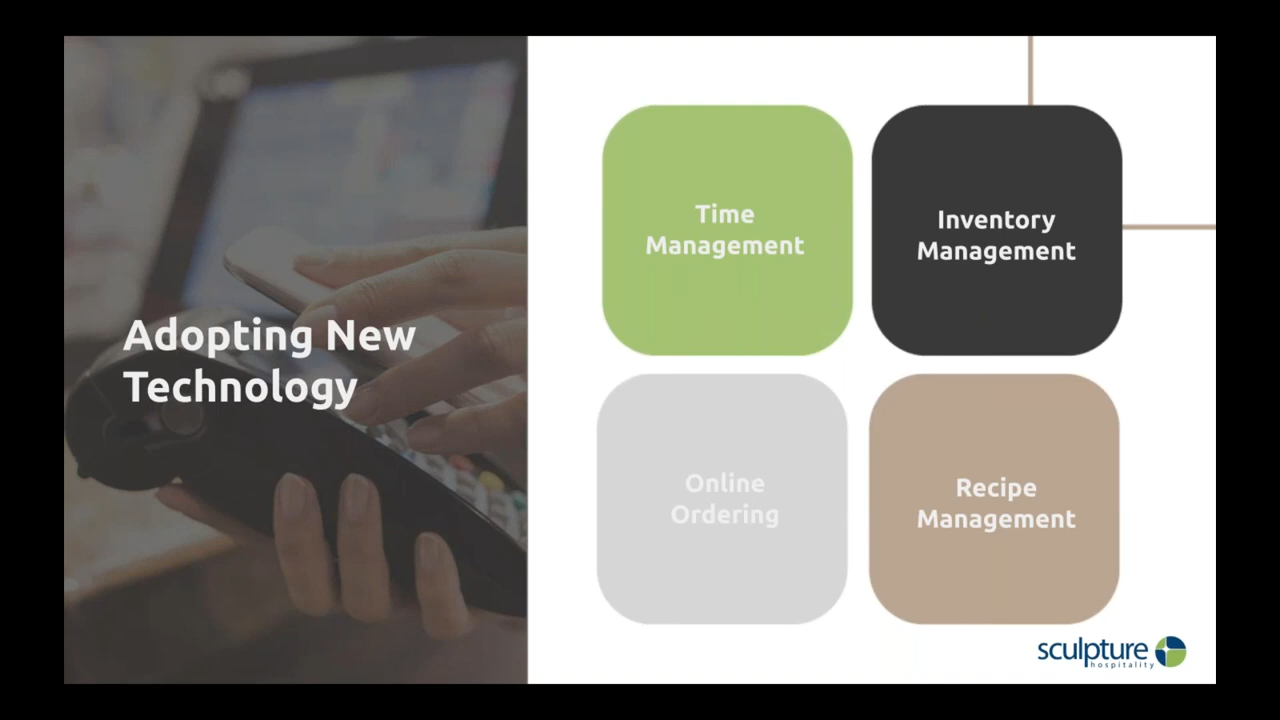 Adopting New
Technology
Time
Management
Inventory
Management
Online
Ordering
Recipe
Management
sculpture
hospitality